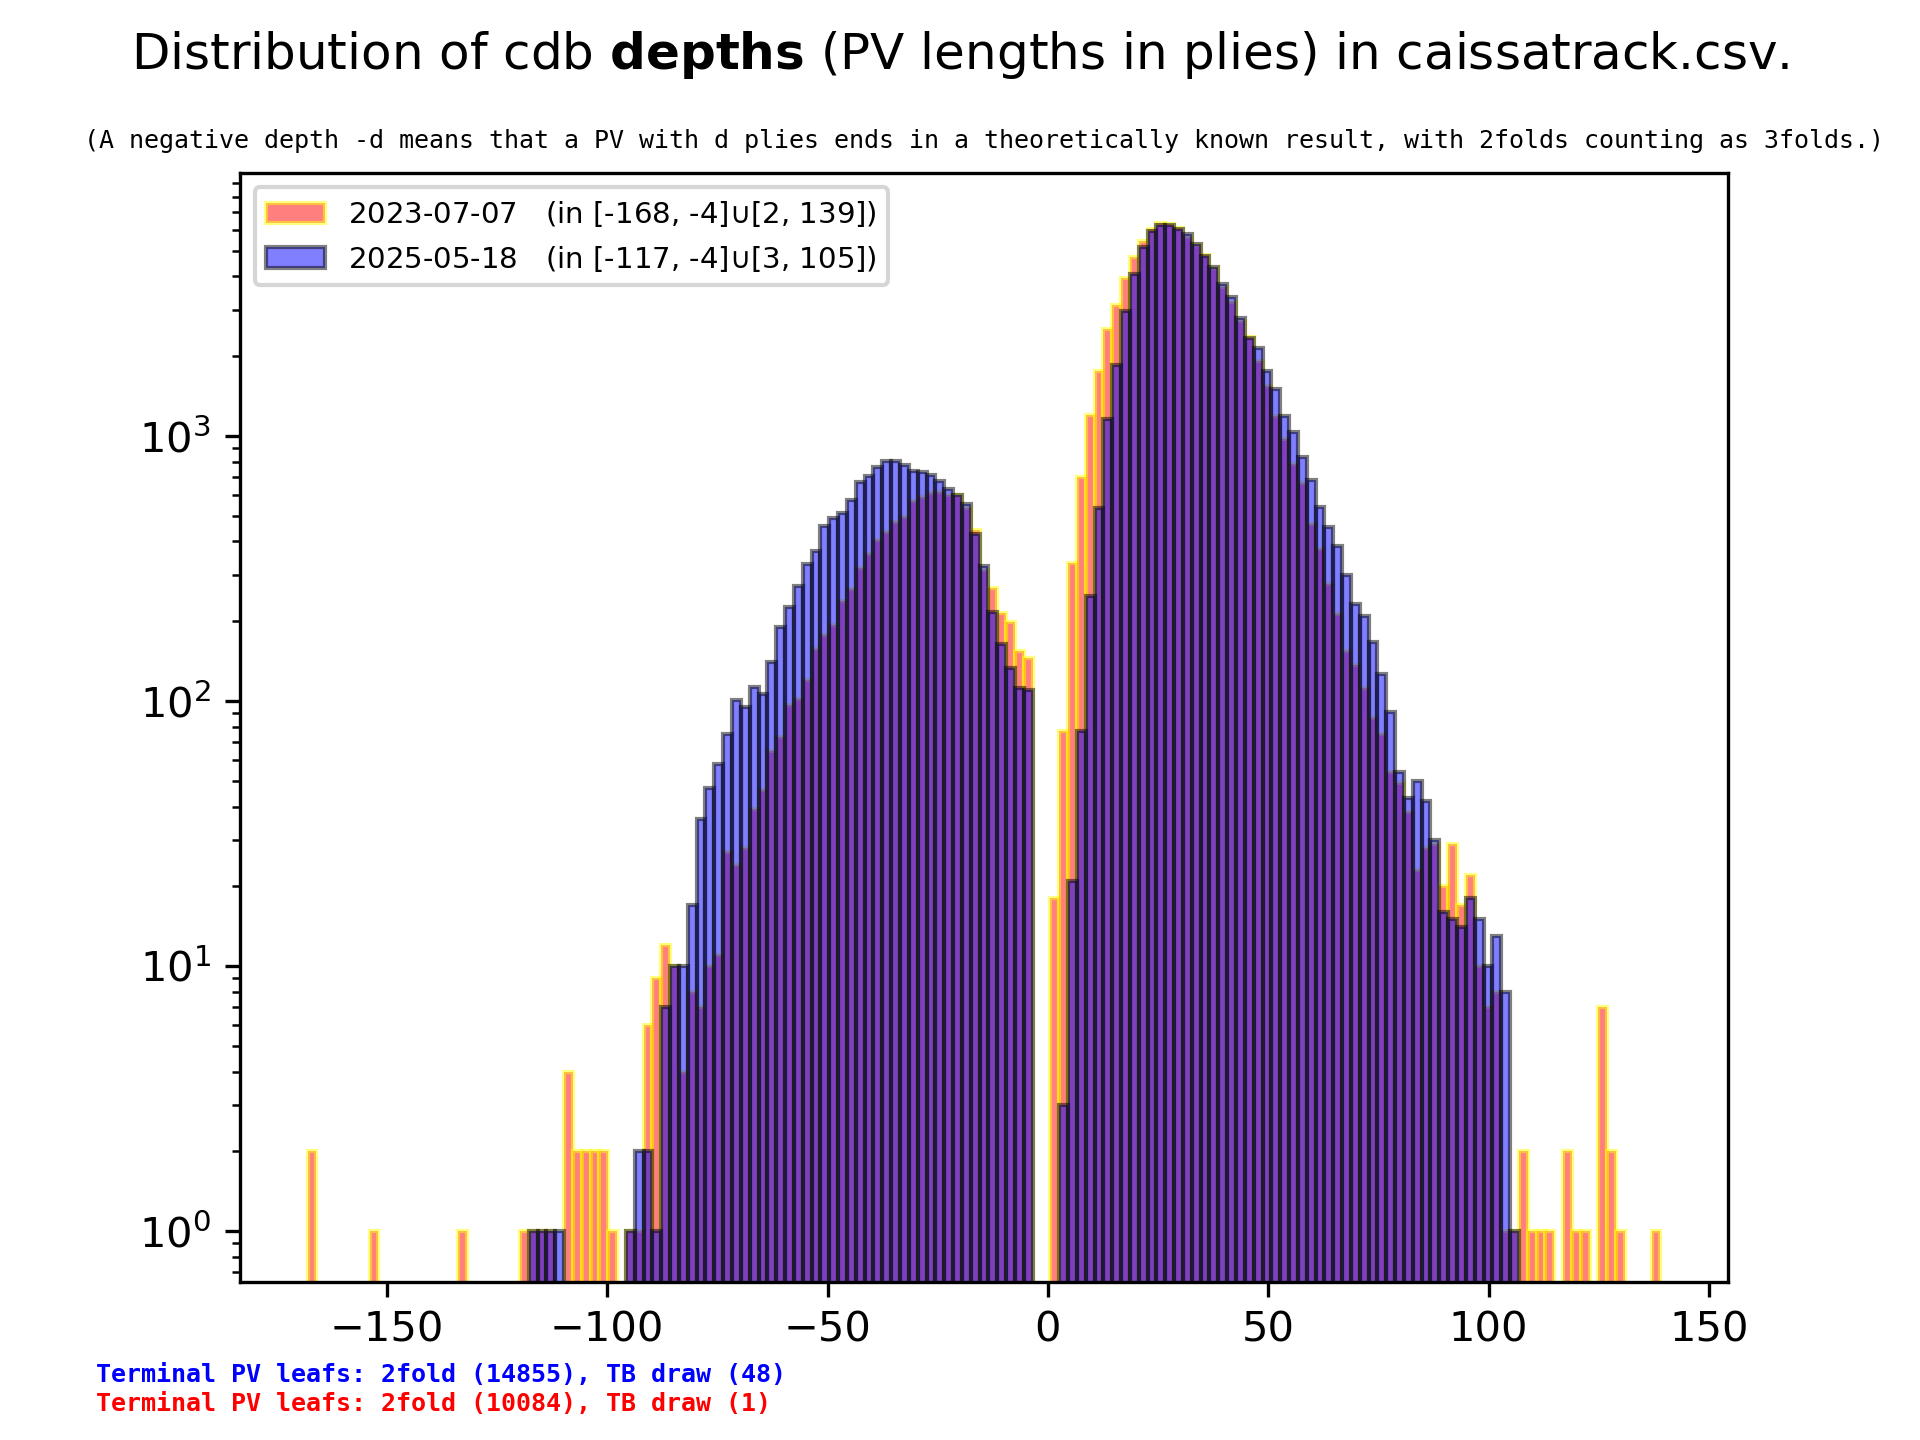 Distribution of cdb depths (PV lengths in plies) in caissatrack.csv.
(A negative depth -d means that a PV with d plies ends in a theoretically known result, with 2folds counting as 3folds.)
2023-07-07 (in [-168, -4]∪[2, 139])
2025-05-18 (in [-117, -4]∪[3, 105])
10³
10²
10¹
10⁰
−150 −100 −50 0 50 100 150
Terminal PV leafs: 2fold (14855), TB draw (48)
Terminal PV leafs: 2fold (10084), TB draw (1)